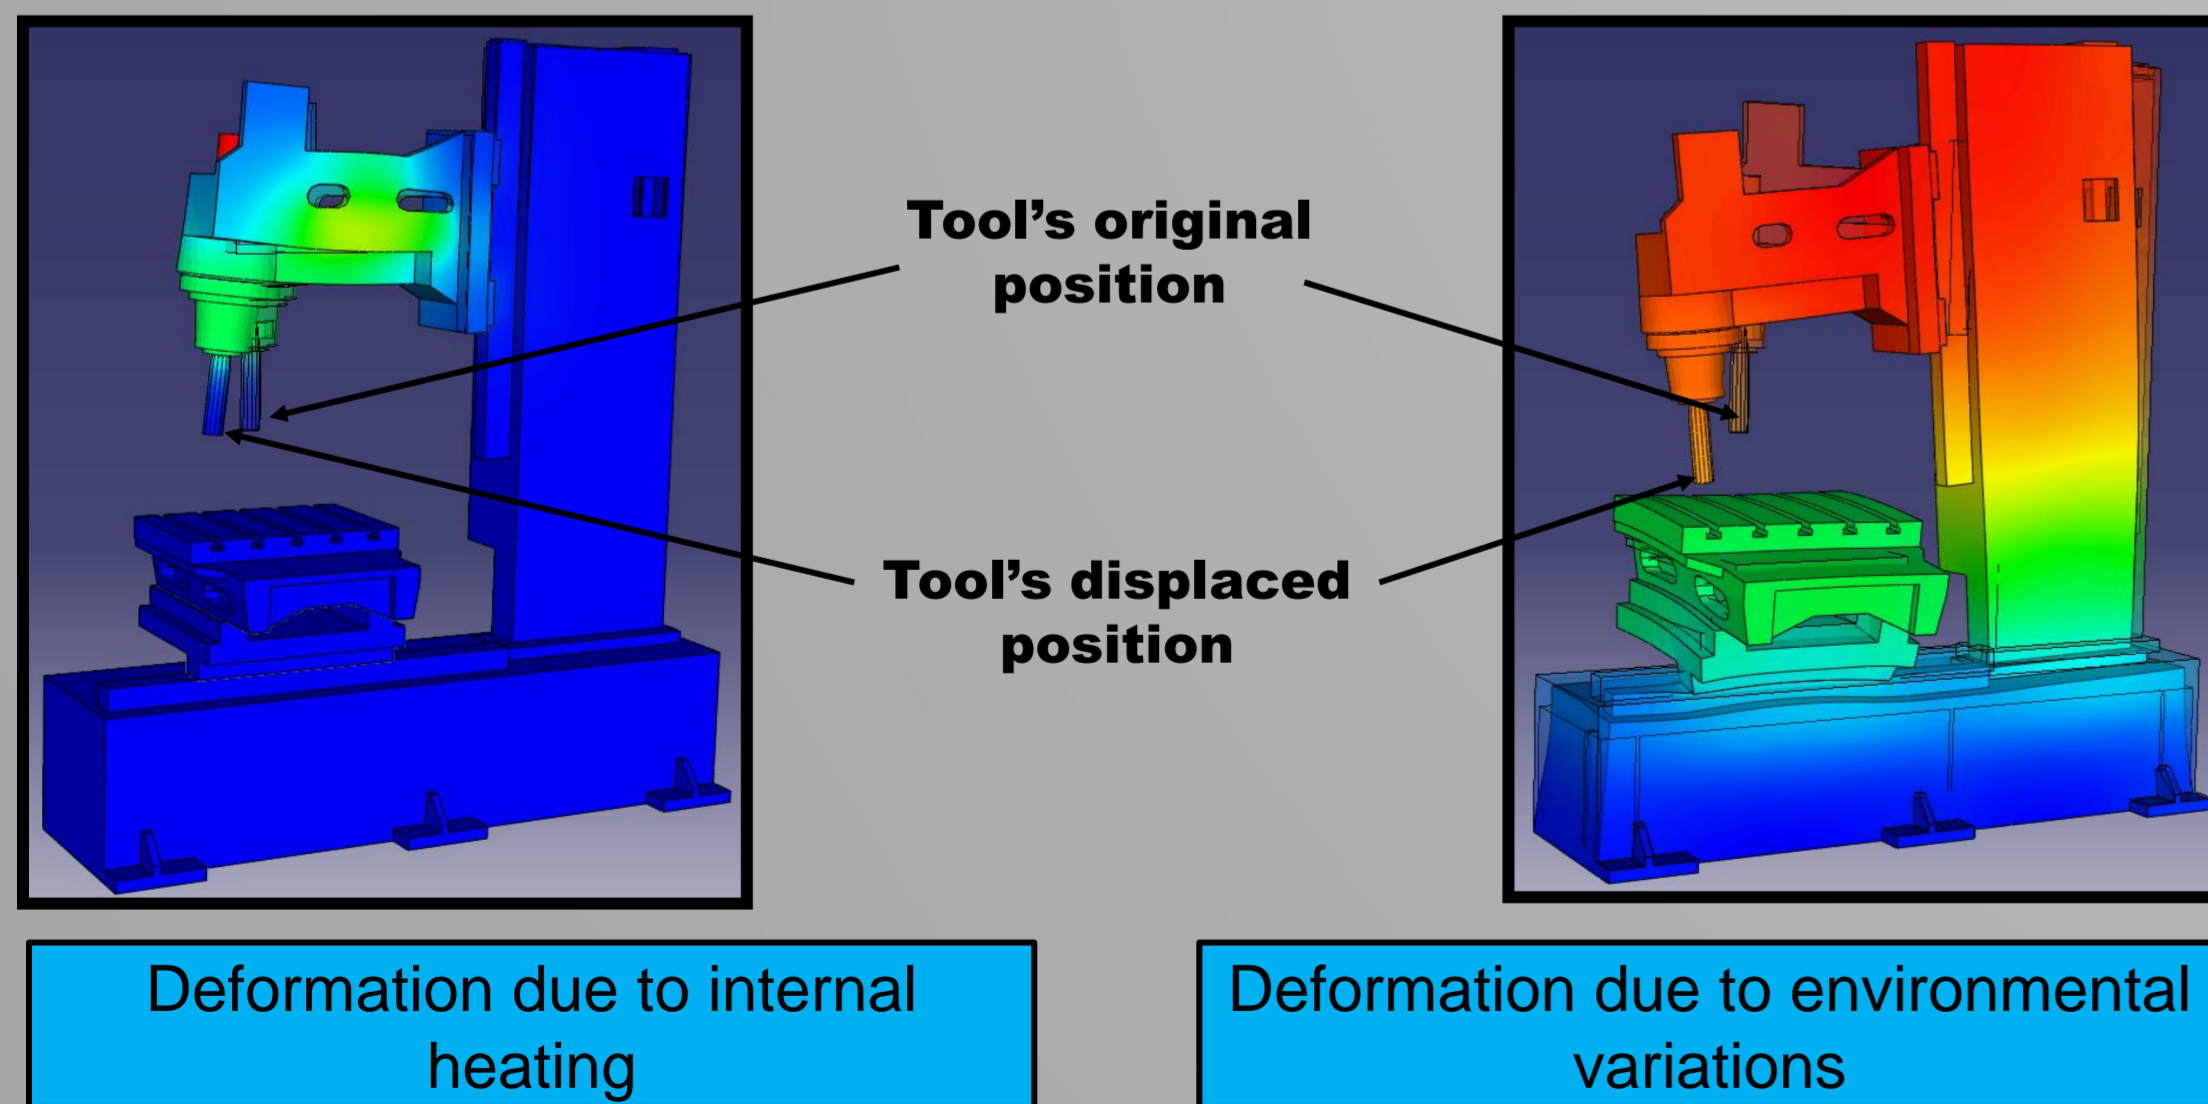 Tool’s original
position
Tool’s displaced
position
Deformation due to internal
heating
Deformation due to environmental
variations